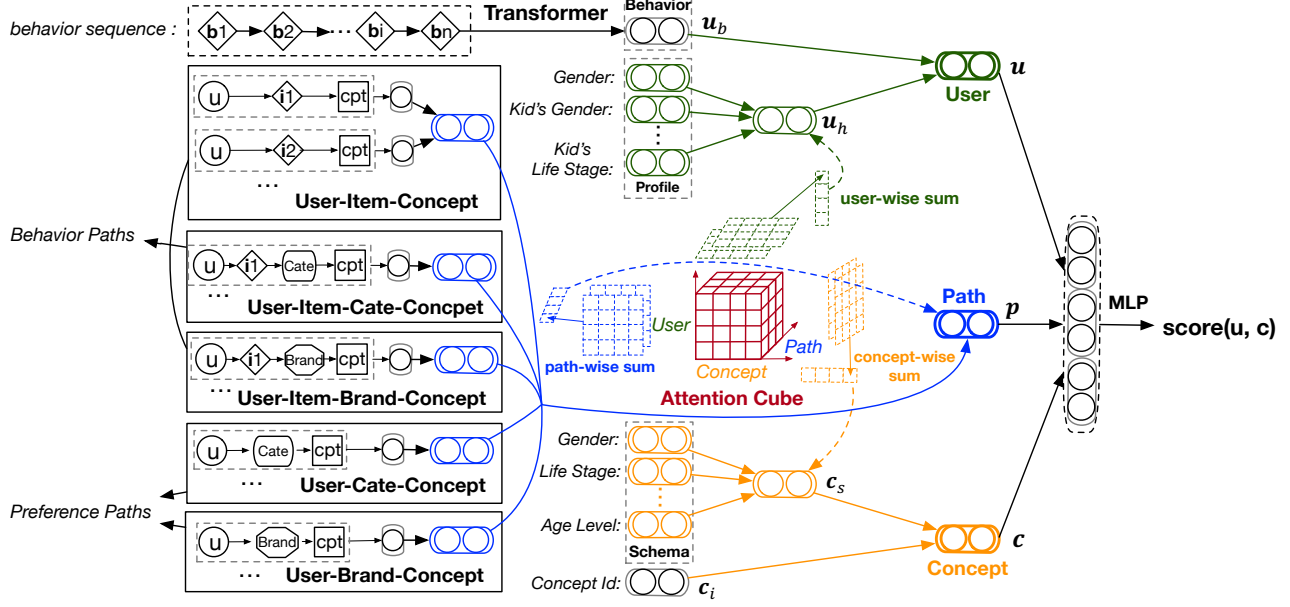 behavior sequence :
b1
b2
···
bi
bn
Transformer
Behavior
u_b
u
i1
cpt
u
i2
cpt
···
User-Item-Concept
Gender:
Kid's Gender:
⋮
Kid's
Life Stage:
Profile
u_h
u
User
user-wise sum
Behavior Paths
u
i1
Cate
cpt
···
User-Item-Cate-Concpet
u
i1
Brand
cpt
···
User-Item-Brand-Concept
path-wise sum
User
Path
Concept
Attention Cube
concept-wise
sum
Path
p
MLP
score(u, c)
u
Cate
cpt
···
User-Cate-Concept
Preference Paths
u
Brand
cpt
···
User-Brand-Concept
Gender:
Life Stage:
⋮
Age Level:
Schema
c_s
Concept Id:
c_i
c
Concept